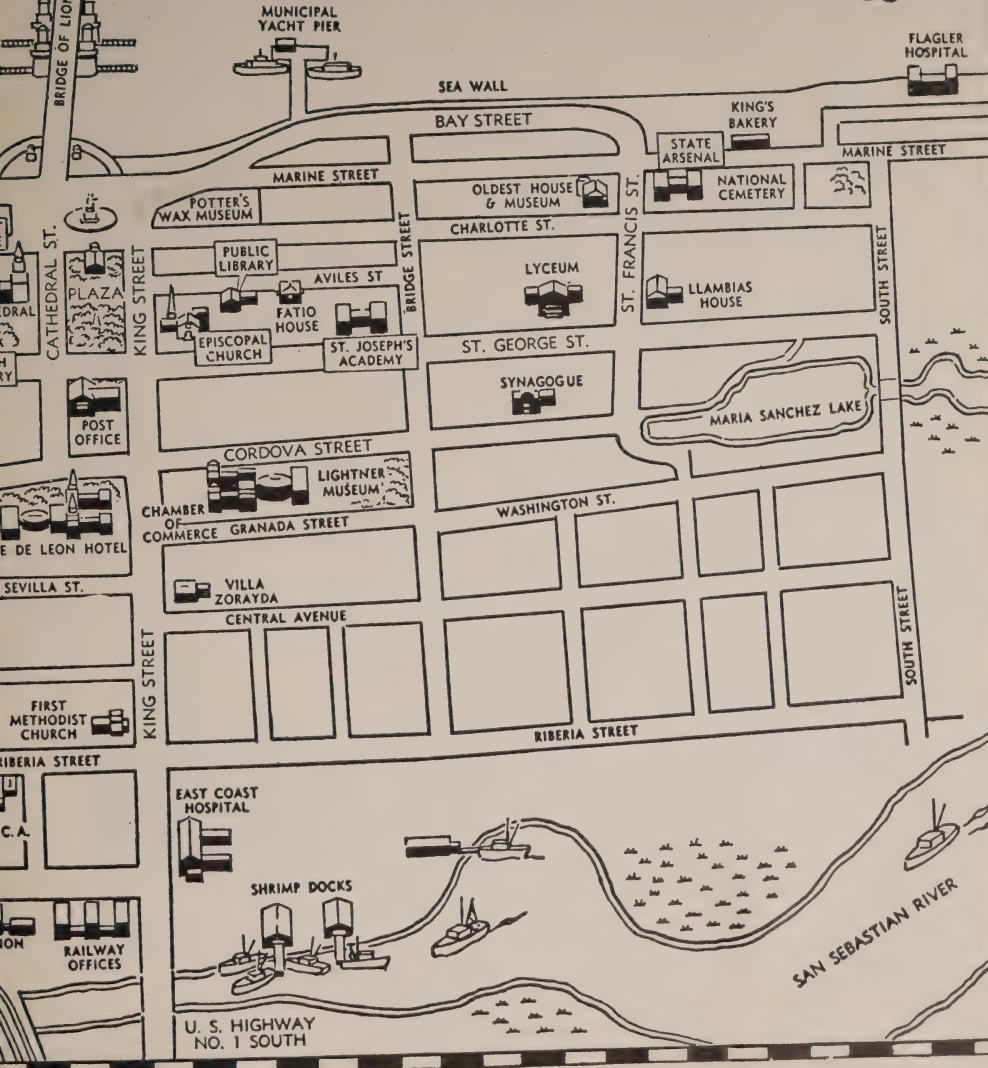 MUNICIPAL
YACHT PIER
FLAGLER
HOSPITAL
BRIDGE OF
SEA WALL
BAY STREET
KING'S
BAKERY
STATE
ARSENAL
MARINE STREET
MARINE STREET
NATIONAL
CEMETERY
OLDEST HOUSE
& MUSEUM
POTTER'S
WAX MUSEUM
CHARLOTTE ST.
ST. FRANCIS ST.
BRIDGE STREET
SOUTH STREET
CATHEDRAL ST.
KING STREET
PUBLIC
LIBRARY
AVILES ST
PLAZA
LYCEUM
LLAMBIAS
HOUSE
FATIO
HOUSE
EPISCOPAL
CHURCH
ST. JOSEPH'S
ACADEMY
ST. GEORGE ST.
SYNAGOGUE
MARIA SANCHEZ LAKE
POST
OFFICE
CORDOVA STREET
LIGHTNER
MUSEUM
CHAMBER
OF
COMMERCE
GRANADA STREET
WASHINGTON ST.
E DE LEON HOTEL
SEVILLA ST.
VILLA
ZORAYDA
CENTRAL AVENUE
KING STREET
SOUTH STREET
FIRST
METHODIST
CHURCH
RIBERIA STREET
RIBERIA STREET
EAST COAST
HOSPITAL
C.A.
SHRIMP DOCKS
RAILWAY
OFFICES
SAN SEBASTIAN RIVER
U. S. HIGHWAY
NO. 1 SOUTH